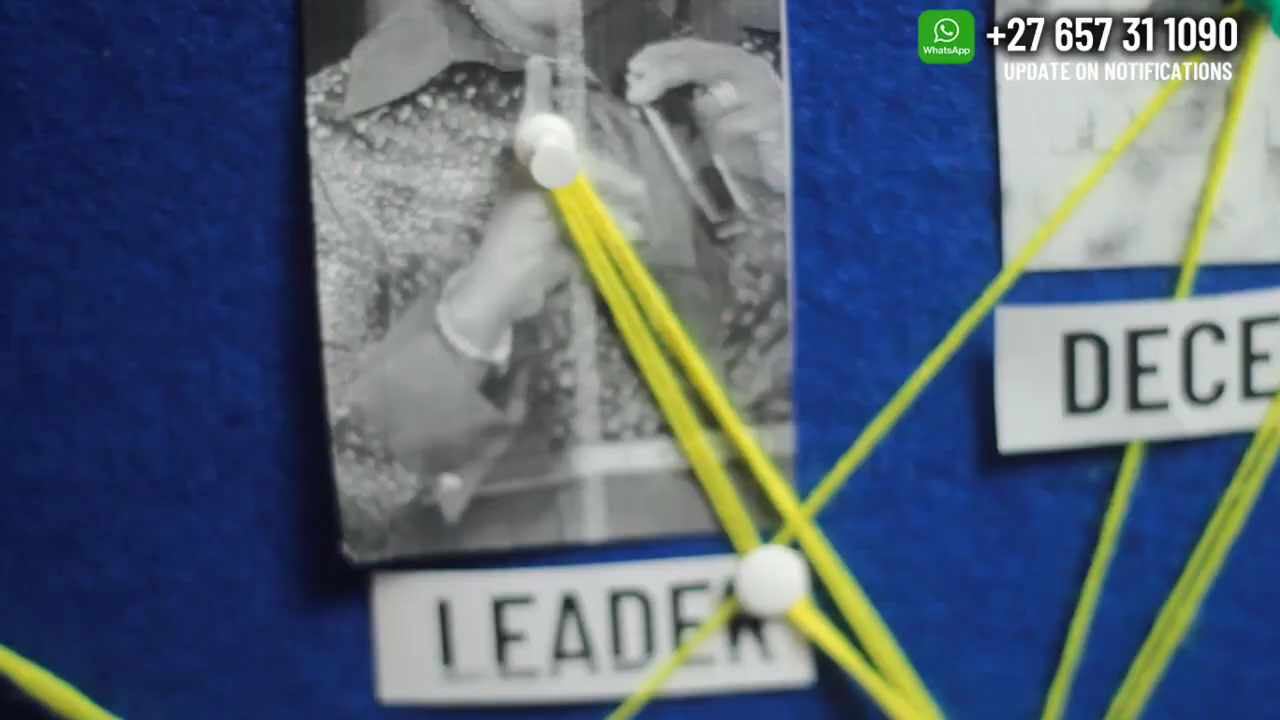 WhatsApp
+27 657 31 1090
UPDATE ON NOTIFICATIONS
DECE
LEADER